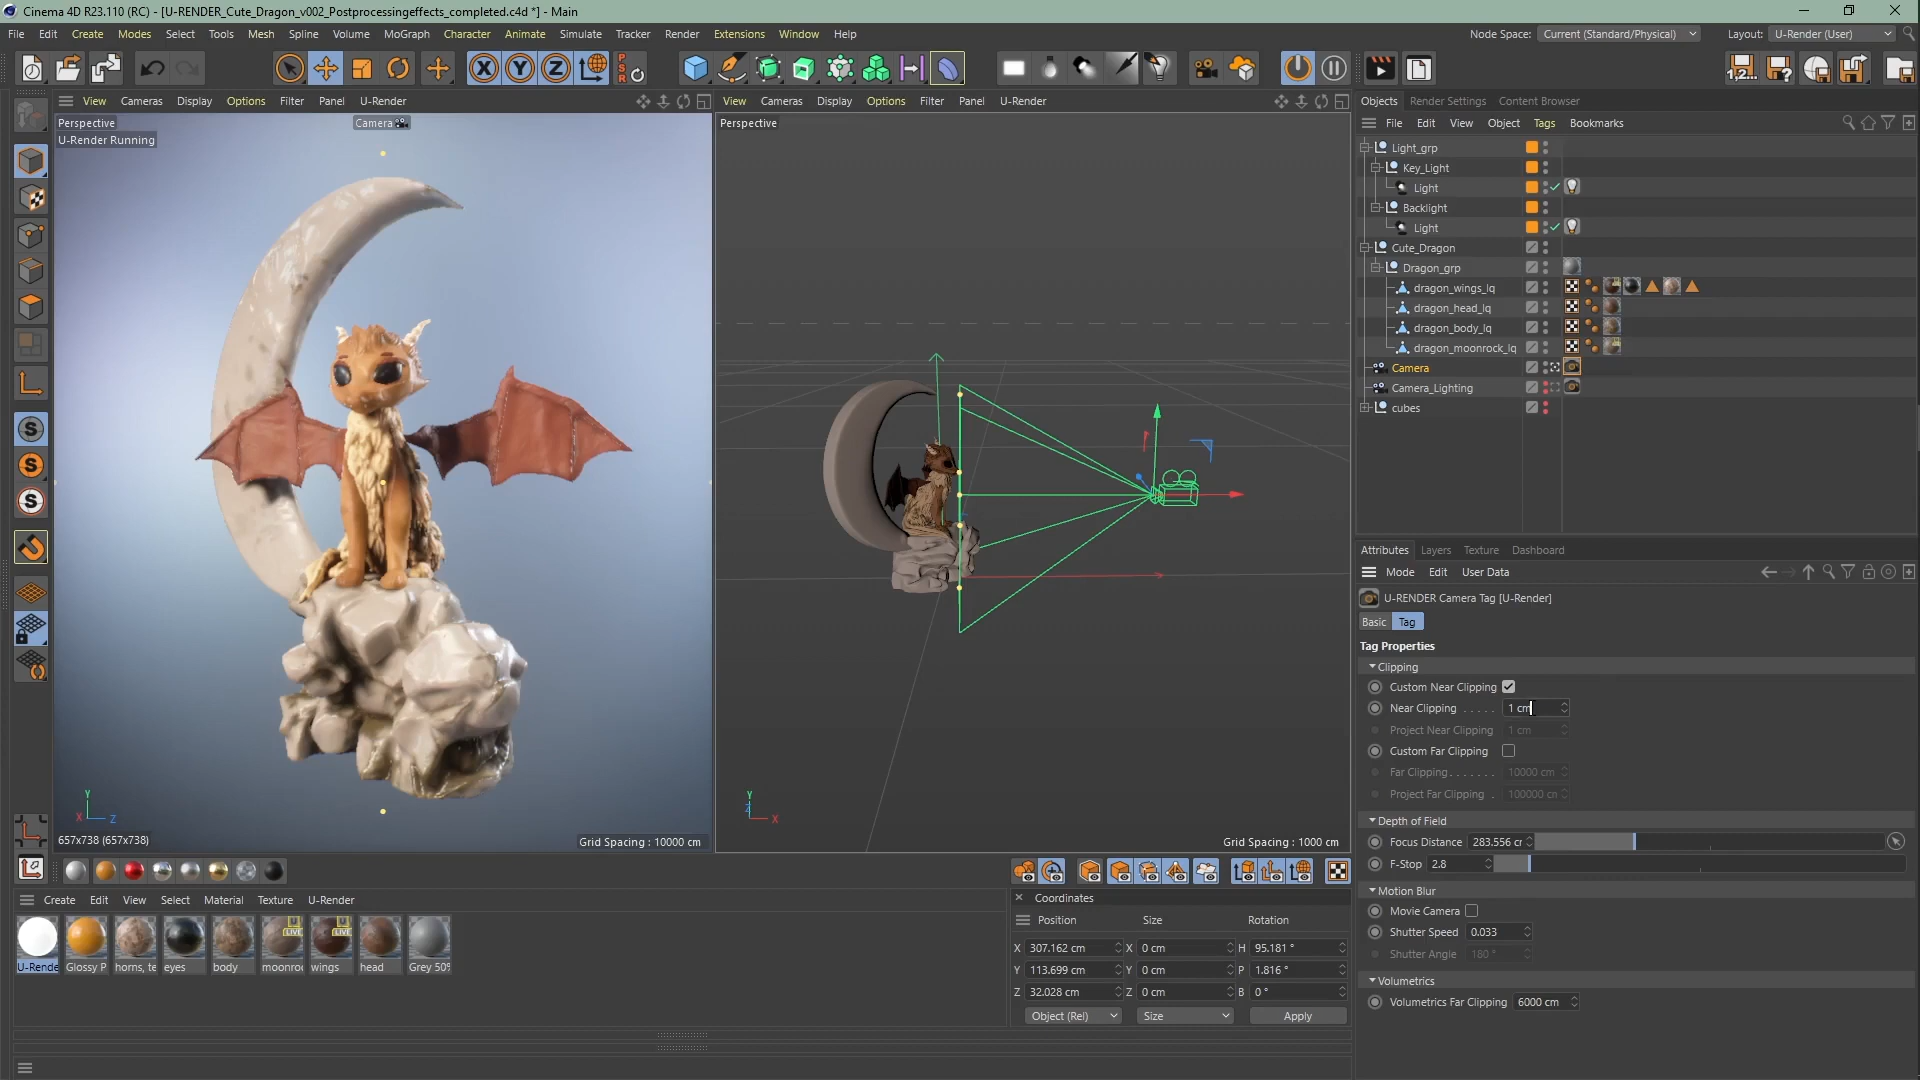 Cinema 4D R23.110 (RC) - [U-RENDER_Cute_Dragon_v002_Postprocessingeffects_completed.c4d *] - Main
File Edit Create Modes Select Tools Mesh Spline Volume MoGraph Character Animate Simulate Tracker Render Extensions Window Help
Node Space: Current (Standard/Physical) Layout: U-Render (User)
X Y Z P S R
View Cameras Display Options Filter Panel U-Render
Perspective Camera
U-Render Running
Y X Z
657x738 (657x738) Grid Spacing : 10000 cm
View Cameras Display Options Filter Panel U-Render
Perspective
Y Z X
Grid Spacing : 1000 cm
Objects Render Settings Content Browser
File Edit View Object Tags Bookmarks
Light_grp
Key_Light
Light
Backlight
Light
Cute_Dragon
Dragon_grp
dragon_wings_lq
dragon_head_lq
dragon_body_lq
dragon_moonrock_lq
Camera
Camera_Lighting
cubes
Attributes Layers Texture Dashboard
Mode Edit User Data
U-RENDER Camera Tag [U-Render]
Basic Tag
Tag Properties
Clipping
Custom Near Clipping
Near Clipping . . . . . 1 cm
Project Near Clipping 1 cm
Custom Far Clipping
Far Clipping . . . . . . . 10000 cm
Project Far Clipping . 100000 cm
Depth of Field
Focus Distance 283.556 cr
F-Stop 2.8
Motion Blur
Movie Camera
Shutter Speed 0.033
Shutter Angle 180 °
Volumetrics
Volumetrics Far Clipping 6000 cm
Create Edit View Select Material Texture U-Render
LIVE LIVE
U-Rende Glossy P horns, te eyes body moonroc wings head Grey 50%
Coordinates
Position Size Rotation
X 307.162 cm X 0 cm H 95.181 °
Y 113.699 cm Y 0 cm P 1.816 °
Z 32.028 cm Z 0 cm B 0 °
Object (Rel) Size Apply